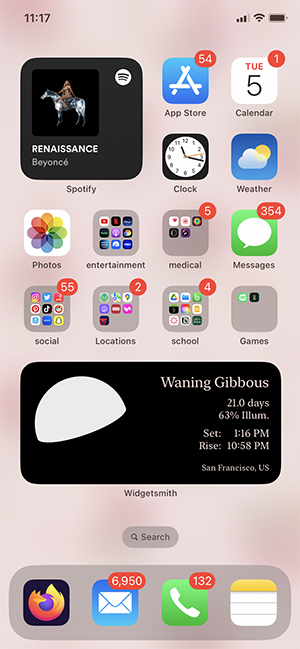 11:17
54
1
TUE
5
RENAISSANCE
Beyoncé
App Store
Calendar
Spotify
Clock
Weather
5
354
Photos
entertainment
medical
Messages
55
2
4
social
Locations
school
Games
Waning Gibbous
21.0 days
63% Illum.
Set: 1:16 PM
Rise: 10:58 PM
San Francisco, US
Widgetsmith
Search
6,950
132